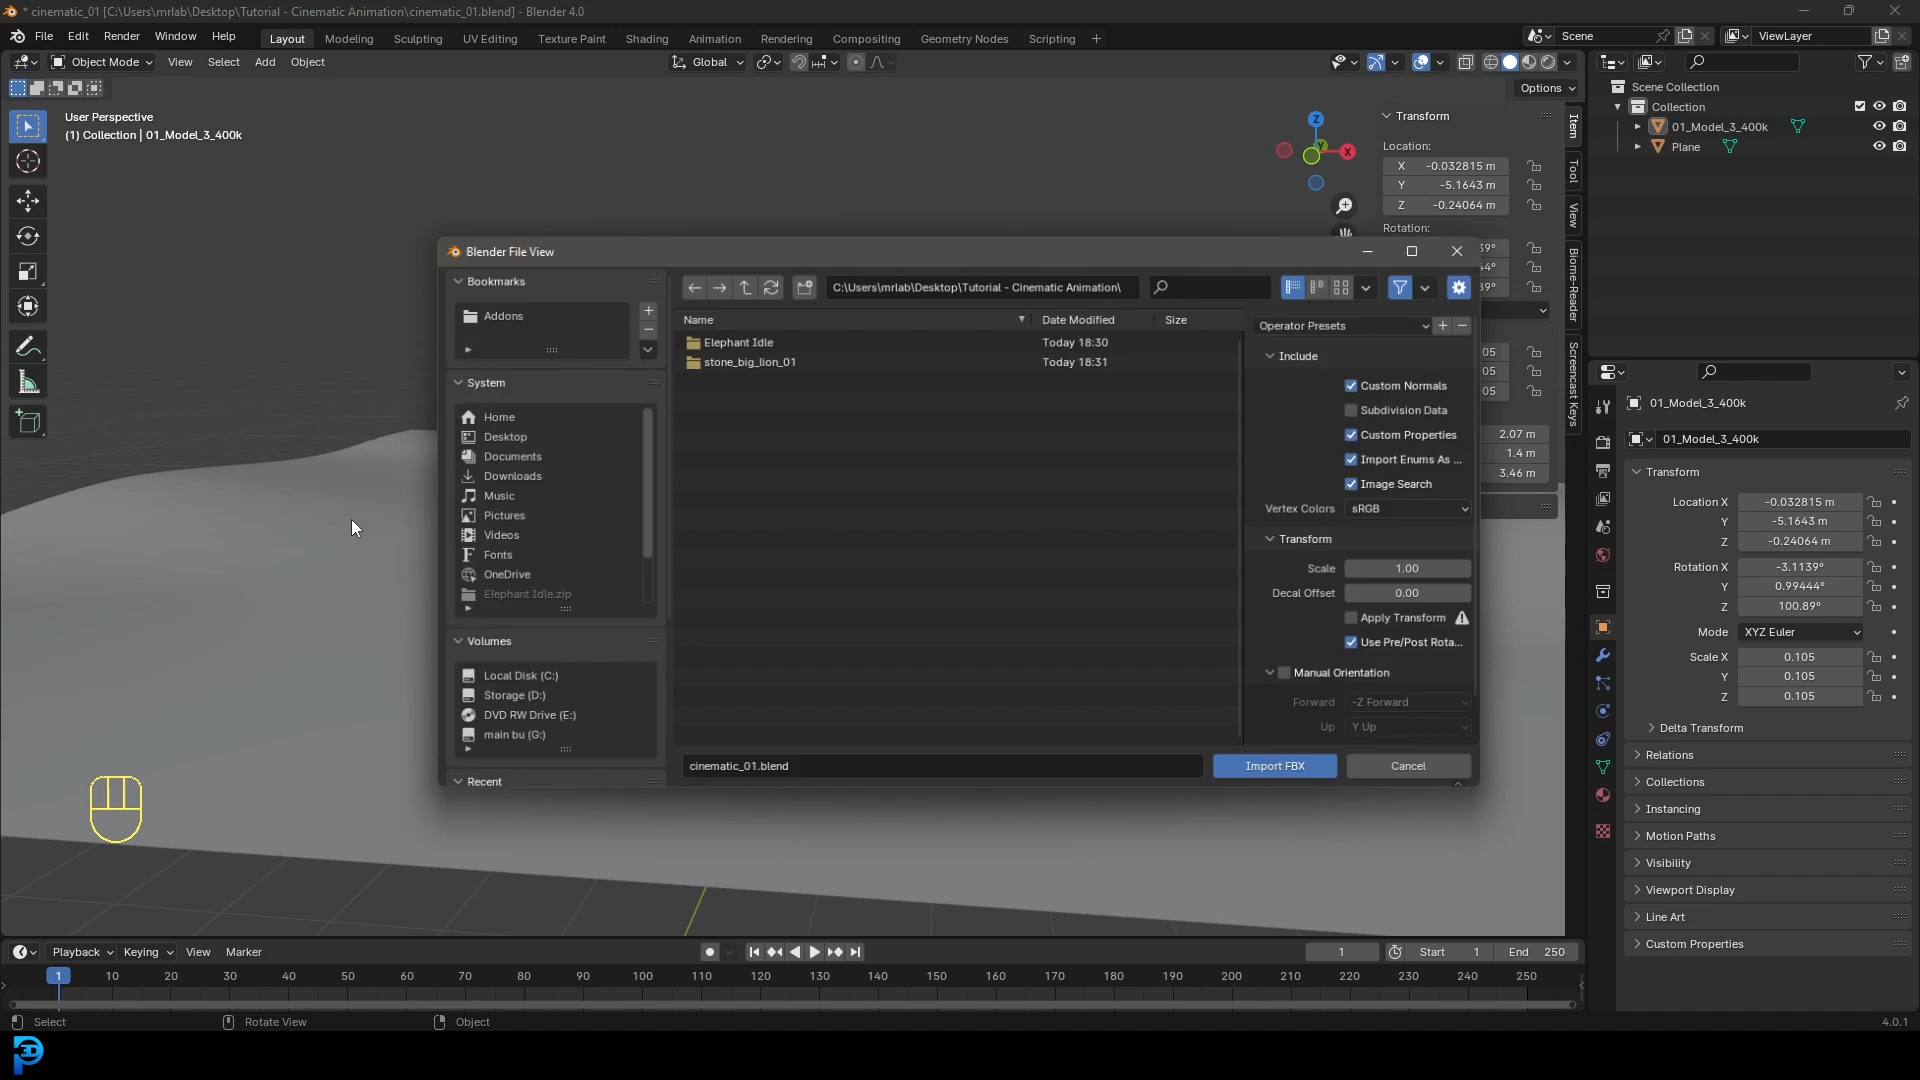 * cinematic_01 [C:\Users\mrlab\Desktop\Tutorial - Cinematic Animation\cinematic_01.blend] - Blender 4.0
File Edit Render Window Help
Layout Modeling Sculpting UV Editing Texture Paint Shading Animation Rendering Compositing Geometry Nodes Scripting +
Scene
ViewLayer
Object Mode View Select Add Object
Global
Options
User Perspective
(1) Collection | 01_Model_3_400k
Z
Y
X
Transform
Location:
X -0.032815 m
Y -5.1643 m
Z -0.24064 m
Rotation:
39°
44°
89°
05
05
05
2.07 m
1.4 m
3.46 m
Item
Tool
View
Biome-Reader
Screencast Keys
Blender File View
Bookmarks
Addons
System
Home
Desktop
Documents
Downloads
Music
Pictures
Videos
Fonts
OneDrive
Elephant Idle.zip
Volumes
Local Disk (C:)
Storage (D:)
DVD RW Drive (E:)
main bu (G:)
Recent
C:\Users\mrlab\Desktop\Tutorial - Cinematic Animation\
Name Date Modified Size
Elephant Idle Today 18:30
stone_big_lion_01 Today 18:31
cinematic_01.blend
Import FBX
Cancel
Operator Presets
Include
Custom Normals
Subdivision Data
Custom Properties
Import Enums As ...
Image Search
Vertex Colors sRGB
Transform
Scale 1.00
Decal Offset 0.00
Apply Transform
Use Pre/Post Rota...
Manual Orientation
Forward -Z Forward
Up Y Up
Scene Collection
Collection
01_Model_3_400k
Plane
01_Model_3_400k
01_Model_3_400k
Transform
Location X -0.032815 m
Y -5.1643 m
Z -0.24064 m
Rotation X -3.1139°
Y 0.99444°
Z 100.89°
Mode XYZ Euler
Scale X 0.105
Y 0.105
Z 0.105
Delta Transform
Relations
Collections
Instancing
Motion Paths
Visibility
Viewport Display
Line Art
Custom Properties
Playback Keying View Marker
1 Start 1 End 250
1 10 20 30 40 50 60 70 80 90 100 110 120 130 140 150 160 170 180 190 200 210 220 230 240 250
Select Rotate View Object
4.0.1